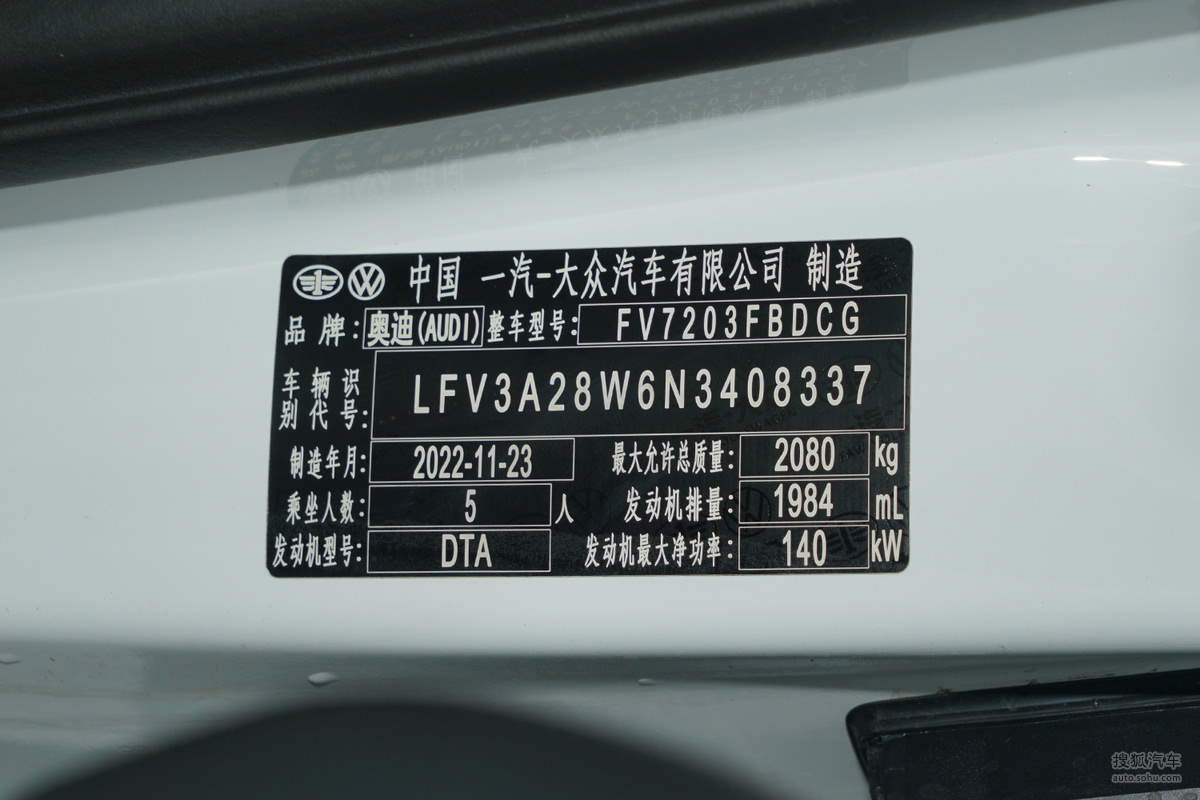 中国 一汽-大众汽车有限公司 制造
品牌: 奥迪(AUDI) 整车型号: FV7203FBDCG
车辆识别代号: LFV3A28W6N3408337
制造年月: 2022-11-23 最大允许总质量: 2080 kg
乘坐人数: 5 人 发动机排量: 1984 mL
发动机型号: DTA 发动机最大净功率: 140 kW
搜狐汽车
auto.sohu.com